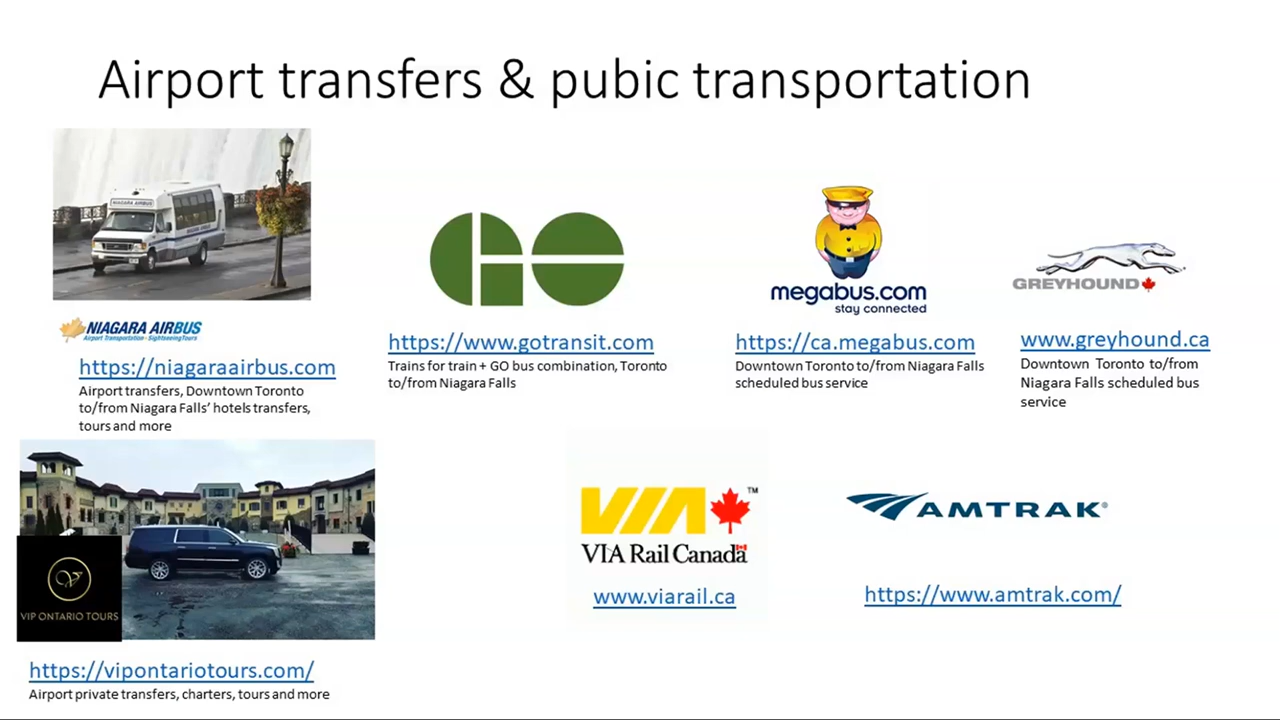 Airport transfers & pubic transportation
NIAGARA AIRBUS
NIAGARA AIRBUS
Airport Transportation - Sightseeing Tours
https://niagaraairbus.com
Airport transfers, Downtown Toronto
to/from Niagara Falls' hotels transfers,
tours and more
GO
https://www.gotransit.com
Trains for train + GO bus combination, Toronto
to/from Niagara Falls
megabus.com
stay connected
https://ca.megabus.com
Downtown Toronto to/from Niagara Falls
scheduled bus service
GREYHOUND
www.greyhound.ca
Downtown Toronto to/from
Niagara Falls scheduled bus
service
V
VIP ONTARIO TOURS
https://vipontariotours.com/
Airport private transfers, charters, tours and more
VIA TM
VIA Rail Canada
www.viarail.ca
AMTRAK®
https://www.amtrak.com/